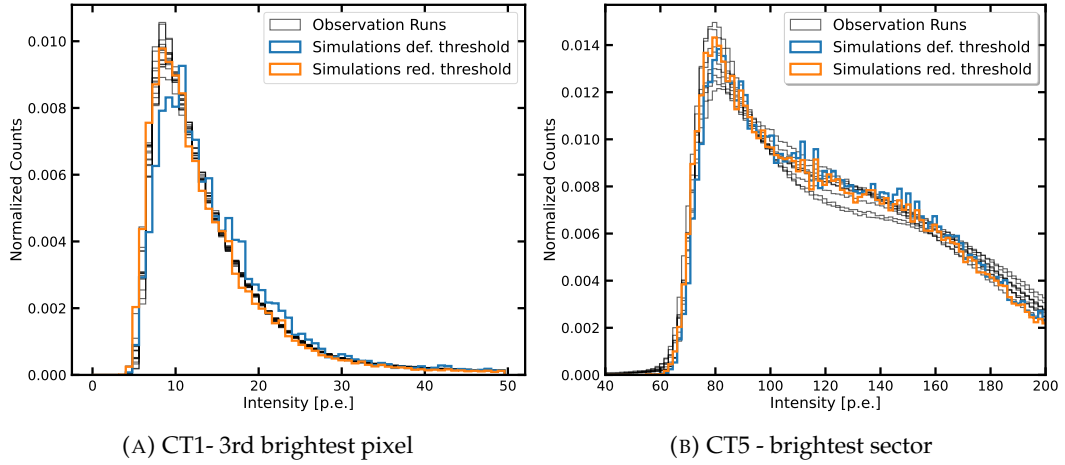 Observation Runs
Simulations def. threshold
Simulations red. threshold
Normalized Counts
0.010
0.008
0.006
0.004
0.002
0.000
0 10 20 30 40 50
Intensity [p.e.]
(A) CT1- 3rd brightest pixel
Observation Runs
Simulations def. threshold
Simulations red. threshold
Normalized Counts
0.014
0.012
0.010
0.008
0.006
0.004
0.002
0.000
40 60 80 100 120 140 160 180 200
Intensity [p.e.]
(B) CT5 - brightest sector